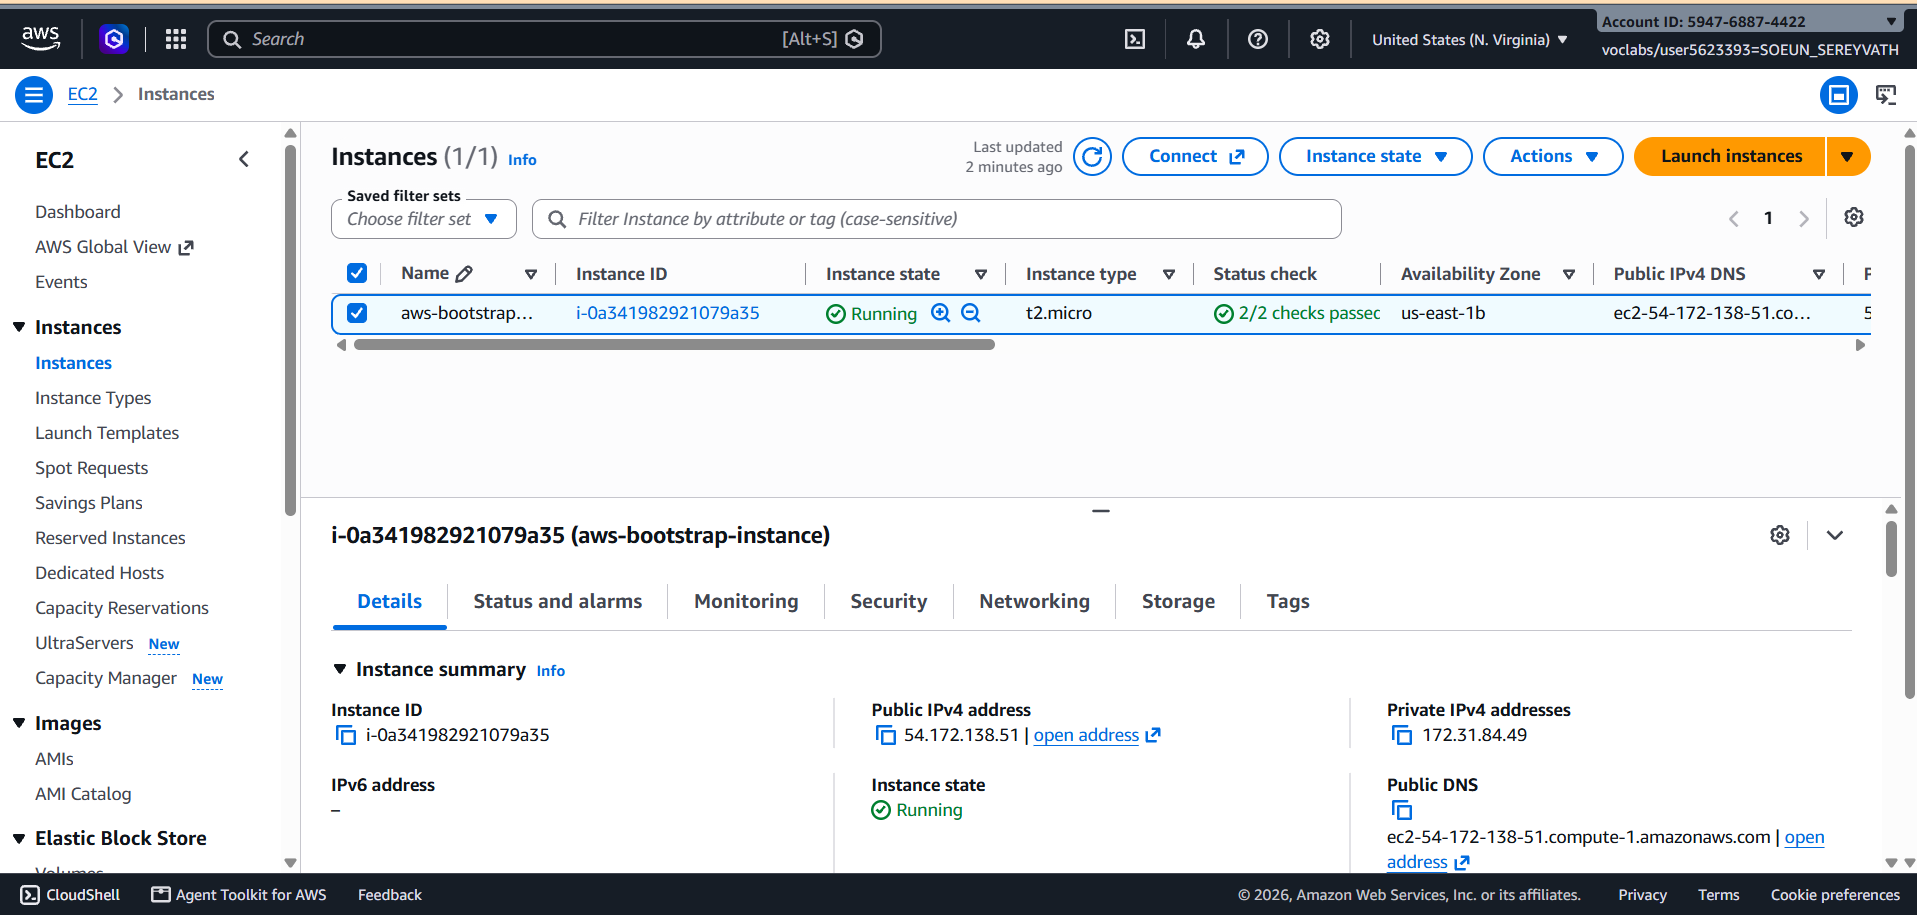 aws
Search [Alt+S]
United States (N. Virginia)
Account ID: 5947-6887-4422
voclabs/user5623393=SOEUN_SEREYVATH
EC2 Instances
EC2
Dashboard
AWS Global View
Events
Instances
Instances
Instance Types
Launch Templates
Spot Requests
Savings Plans
Reserved Instances
Dedicated Hosts
Capacity Reservations
UltraServers New
Capacity Manager New
Images
AMIs
AMI Catalog
Elastic Block Store
Volumes
Instances (1/1) Info
Last updated
2 minutes ago
Connect
Instance state
Actions
Launch instances
Saved filter sets
Choose filter set
Filter Instance by attribute or tag (case-sensitive)
1
Name Instance ID Instance state Instance type Status check Availability Zone Public IPv4 DNS
aws-bootstrap... i-0a341982921079a35 Running t2.micro 2/2 checks passec us-east-1b ec2-54-172-138-51.co... 5
i-0a341982921079a35 (aws-bootstrap-instance)
Details Status and alarms Monitoring Security Networking Storage Tags
Instance summary Info
Instance ID
i-0a341982921079a35
Public IPv4 address
54.172.138.51 | open address
Private IPv4 addresses
172.31.84.49
IPv6 address
–
Instance state
Running
Public DNS
ec2-54-172-138-51.compute-1.amazonaws.com | open
address
CloudShell Agent Toolkit for AWS Feedback
© 2026, Amazon Web Services, Inc. or its affiliates. Privacy Terms Cookie preferences